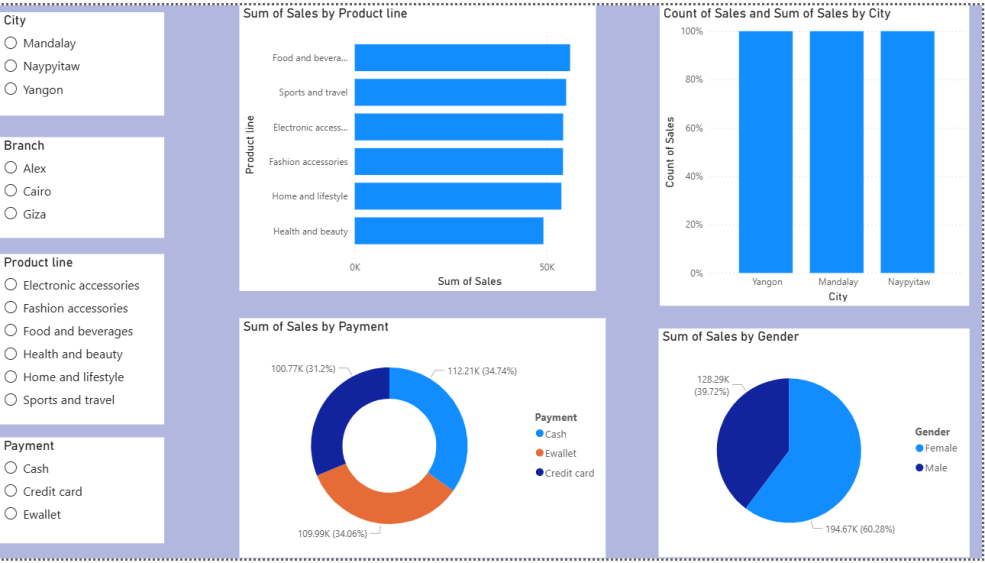 City
Mandalay
Naypyitaw
Yangon
Branch
Alex
Cairo
Giza
Product line
Electronic accessories
Fashion accessories
Food and beverages
Health and beauty
Home and lifestyle
Sports and travel
Payment
Cash
Credit card
Ewallet
Sum of Sales by Product line
Product line
Food and bevera...
Sports and travel
Electronic access...
Fashion accessories
Home and lifestyle
Health and beauty
0K
50K
Sum of Sales
Count of Sales and Sum of Sales by City
Count of Sales
100%
80%
60%
40%
20%
0%
Yangon
Mandalay
Naypyitaw
City
Sum of Sales by Payment
100.77K (31.2%)
112.21K (34.74%)
109.99K (34.06%)
Payment
Cash
Ewallet
Credit card
Sum of Sales by Gender
128.29K
(39.72%)
194.67K (60.28%)
Gender
Female
Male